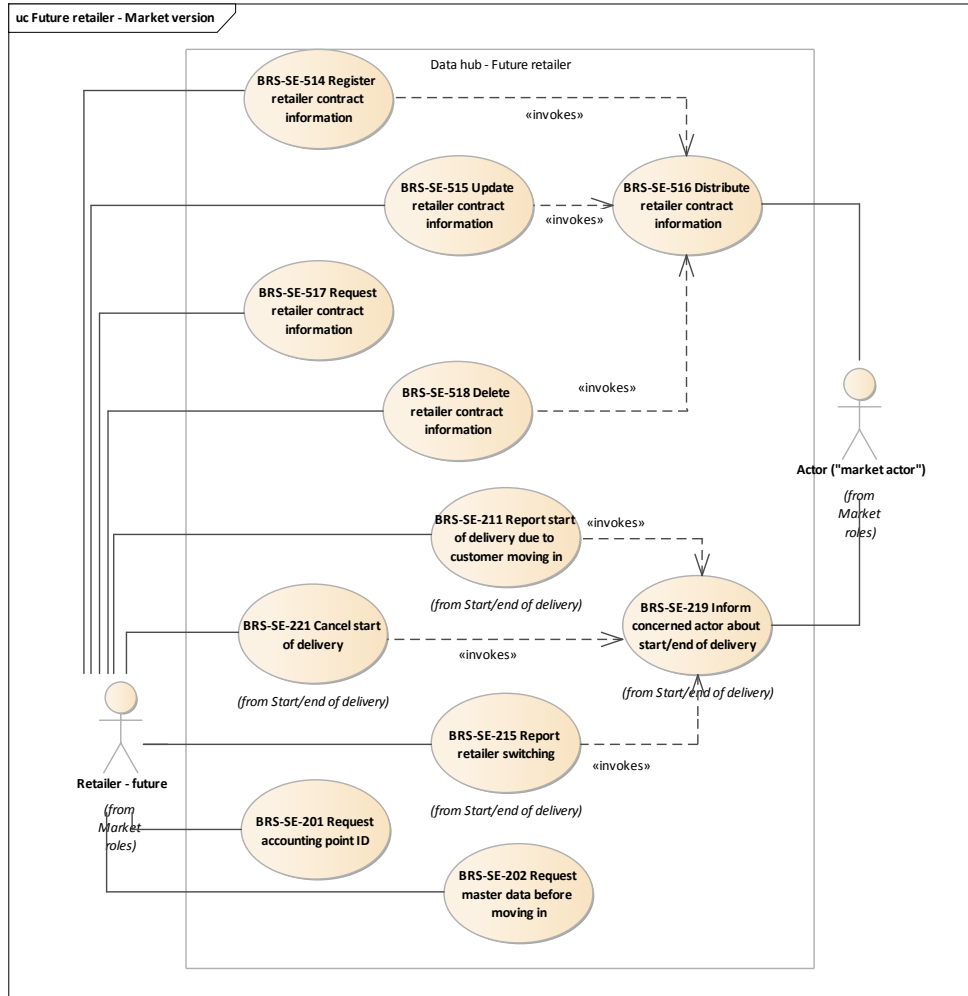 uc Future retailer - Market version
Data hub - Future retailer
BRS-SE-514 Register
retailer contract
information
«invokes»
BRS-SE-515 Update
retailer contract
information
«invokes»
BRS-SE-516 Distribute
retailer contract
information
BRS-SE-517 Request
retailer contract
information
BRS-SE-518 Delete
retailer contract
information
«invokes»
Actor ("market actor")
(from
Market
roles)
BRS-SE-211 Report start
of delivery due to
customer moving in
(from Start/end of delivery)
«invokes»
BRS-SE-219 Inform
concerned actor about
start/end of delivery
(from Start/end of delivery)
BRS-SE-221 Cancel start
of delivery
(from Start/end of delivery)
«invokes»
BRS-SE-215 Report
retailer switching
(from Start/end of delivery)
«invokes»
Retailer - future
(from
Market
roles)
BRS-SE-201 Request
accounting point ID
BRS-SE-202 Request
master data before
moving in